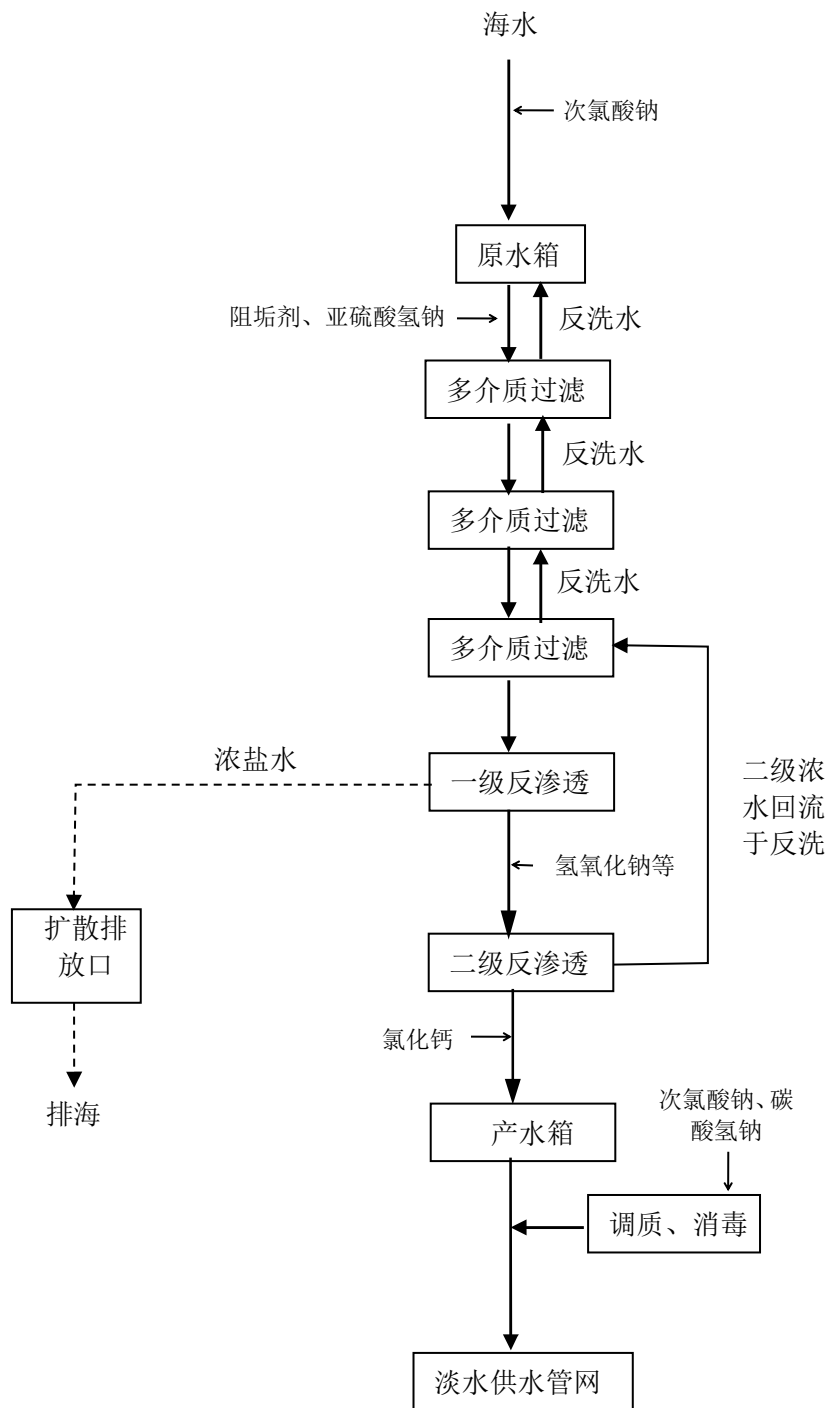 海水
次氯酸钠
原水箱
阻垢剂、亚硫酸氢钠
反洗水
多介质过滤
反洗水
多介质过滤
反洗水
多介质过滤
浓盐水
一级反渗透
二级浓
水回流
于反洗
氢氧化钠等
扩散排
放口
二级反渗透
氯化钙
排海
产水箱
次氯酸钠、碳
酸氢钠
调质、消毒
淡水供水管网